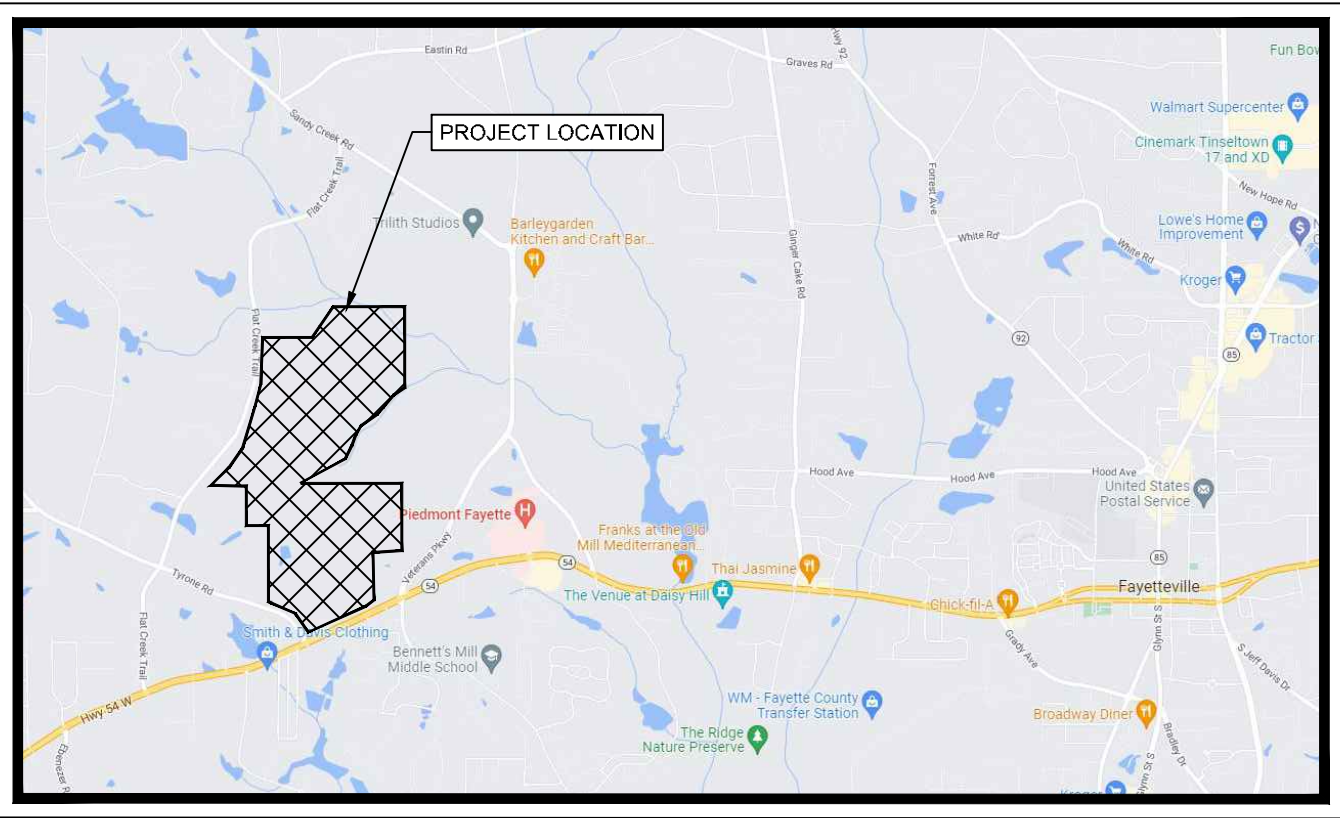 Eastin Rd
Hwy 92
Graves Rd
Fun Bow
Walmart Supercenter
Sandy Creek Rd
PROJECT LOCATION
Cinemark Tinseltown
17 and XD
Flat Creek Trail
Forrest Ave
New Hope Rd
Trilith Studios
Barleygarden
Kitchen and Craft Bar...
Lowe's Home
Improvement
Ginger Cake Rd
White Rd
White Rd
Kroger
Flat Creek Trail
92
Tractor
85
Hood Ave
Hood Ave
Hood Ave
United States
Postal Service
Piedmont Fayette
H
Franks at the Old
Mill Mediterranean...
Veterans Pkwy
54
54
Thai Jasmine
85
Tyrone Rd
The Venue at Daisy Hill
Fayetteville
Chick-fil-A
Flat Creek Trail
Smith & Davis Clothing
Glynn St S
Grady Ave
S Jeff Davis Dr
Bennett's Mill
Middle School
WM - Fayette County
Transfer Station
Hwy 54 W
Broadway Diner
The Ridge
Nature Preserve
Bradley Dr
Ebenezer R
Glynn St S
Kroger